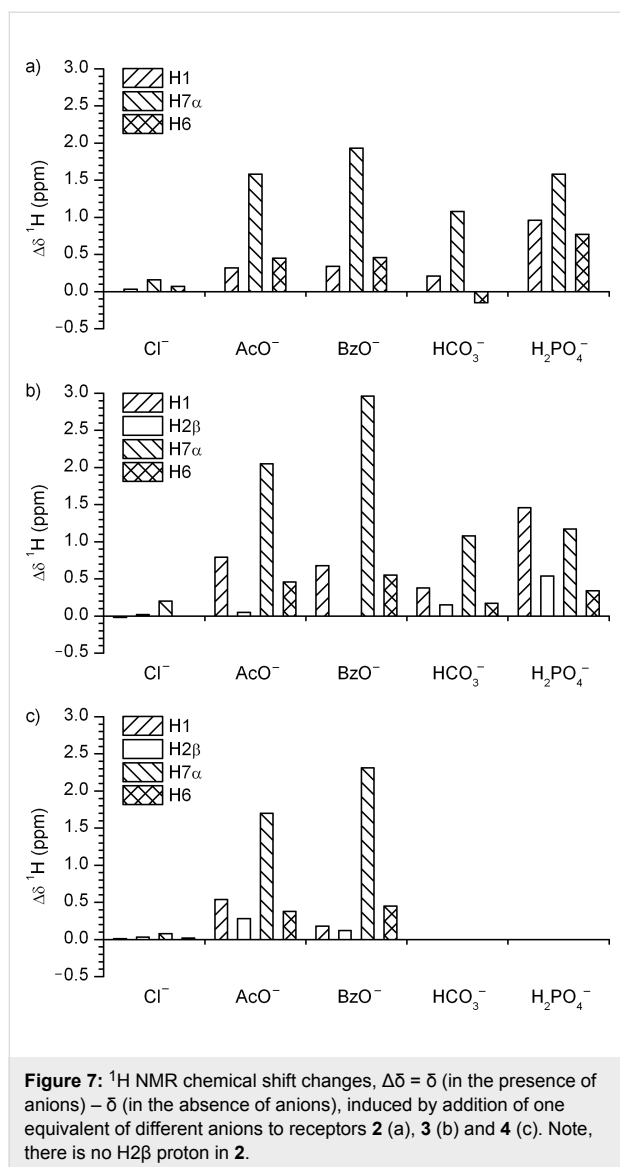 a)
3.0
2.5
2.0
1.5
1.0
0.5
0.0
−0.5
Δδ ¹H (ppm)
H1
H7α
H6
Cl⁻ AcO⁻ BzO⁻ HCO₃⁻ H₂PO₄⁻
b)
3.0
2.5
2.0
1.5
1.0
0.5
0.0
−0.5
Δδ ¹H (ppm)
H1
H2β
H7α
H6
Cl⁻ AcO⁻ BzO⁻ HCO₃⁻ H₂PO₄⁻
c)
3.0
2.5
2.0
1.5
1.0
0.5
0.0
−0.5
Δδ ¹H (ppm)
H1
H2β
H7α
H6
Cl⁻ AcO⁻ BzO⁻ HCO₃⁻ H₂PO₄⁻
Figure 7: ¹H NMR chemical shift changes, Δδ = δ (in the presence of
anions) – δ (in the absence of anions), induced by addition of one
equivalent of different anions to receptors 2 (a), 3 (b) and 4 (c). Note,
there is no H2β proton in 2.